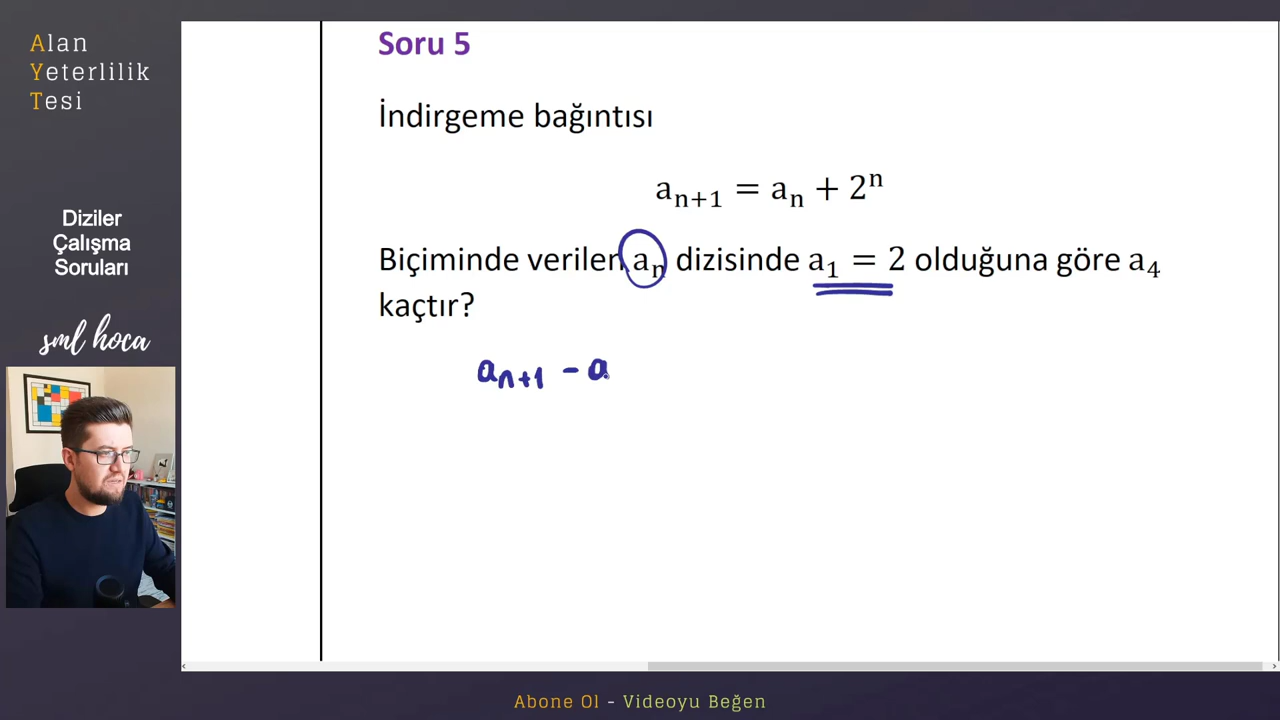 Alan
Yeterlilik
Tesi
Diziler
Çalışma
Soruları
sml hoca
Soru 5
İndirgeme bağıntısı
aₙ₊₁ = aₙ + 2ⁿ
Biçiminde verilen aₙ dizisinde a₁ = 2 olduğuna göre a₄
kaçtır?
aₙ₊₁ - a
Abone Ol - Videoyu Beğen